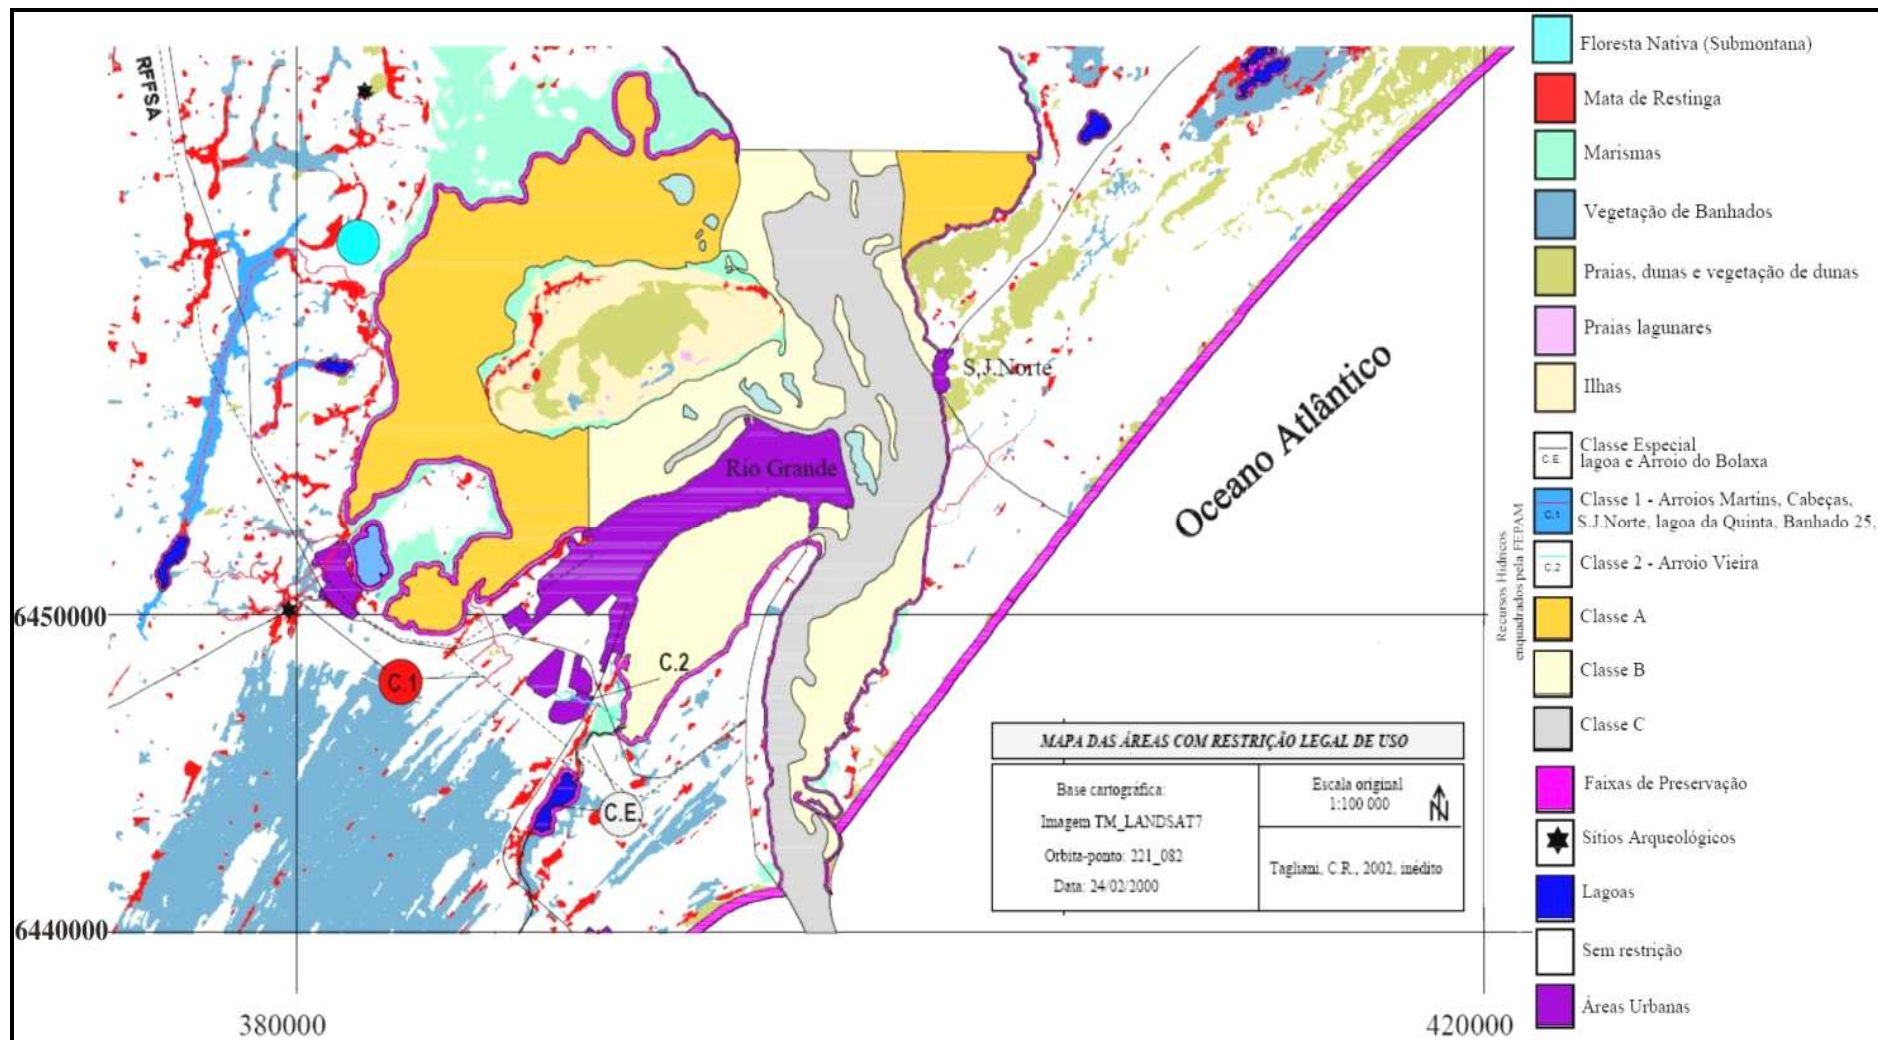 RFFSA
S,J.Norte
Rio Grande
Oceano Atlântico
C.1
C.2
C.E.
6450000
6440000
380000
420000
MAPA DAS ÁREAS COM RESTRIÇÃO LEGAL DE USO
Base cartográfica:
Imagem TM_LANDSAT7
Orbita-ponto: 221_082
Data: 24/02/2000
Escala original
1:100 000
N
Tagliani, C.R., 2002, inédito
Floresta Nativa (Submontana)
Mata de Restinga
Marismas
Vegetação de Banhados
Praias, dunas e vegetação de dunas
Praias lagunares
Ilhas
C.E.
Classe Especial
lagoa e Arroio do Bolaxa
C.1
Classe 1 - Arroios Martins, Cabeças,
S.J.Norte, lagoa da Quinta, Banhado 25,
C.2
Classe 2 - Arroio Vieira
Classe A
Classe B
Classe C
Faixas de Preservação
Sítios Arqueológicos
Lagoas
Sem restrição
Áreas Urbanas
Recursos Hídricos
enquadrados pela FEPAM